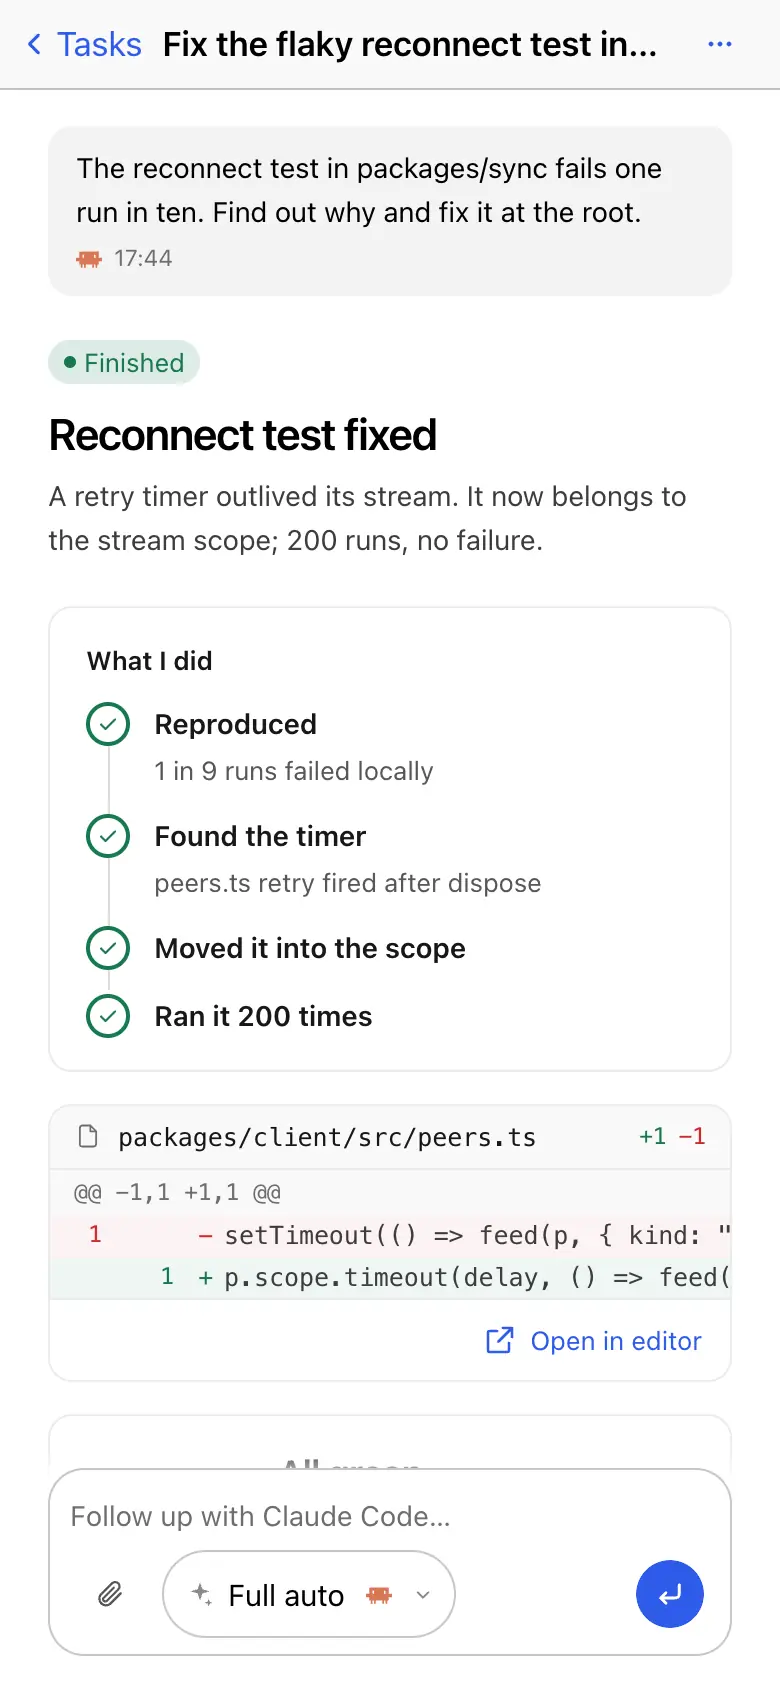 Tasks Fix the flaky reconnect test in...
The reconnect test in packages/sync fails one
run in ten. Find out why and fix it at the root.
17:44
Finished
Reconnect test fixed
A retry timer outlived its stream. It now belongs to
the stream scope; 200 runs, no failure.
What I did
Reproduced
1 in 9 runs failed locally
Found the timer
peers.ts retry fired after dispose
Moved it into the scope
Ran it 200 times
packages/client/src/peers.ts +1 −1
@@ −1,1 +1,1 @@
1 − setTimeout(() => feed(p, { kind: "
1 + p.scope.timeout(delay, () => feed(
Open in editor
All green
Follow up with Claude Code...
Full auto